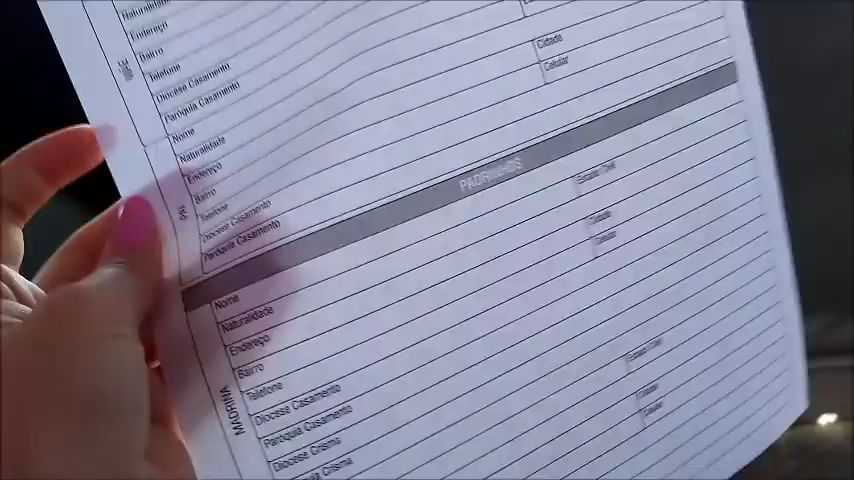 Naturalidade
Endereço
Bairro
Telefone
Cidade
Diocese Casamento
Celular
Paróquia Casamento
Nome
Naturalidade
Endereço
Bairro
Telefone
Diocese Casamento
Paróquia Casamento
PADRINHOS
Nome
Estado Civil
Naturalidade
Endereço
Cidade
Bairro
Celular
Telefone
MADRINA
Diocese Casamento
Paróquia Casamento
Estado Civil
Diocese Crisma
Cidade
Crisma
Celular